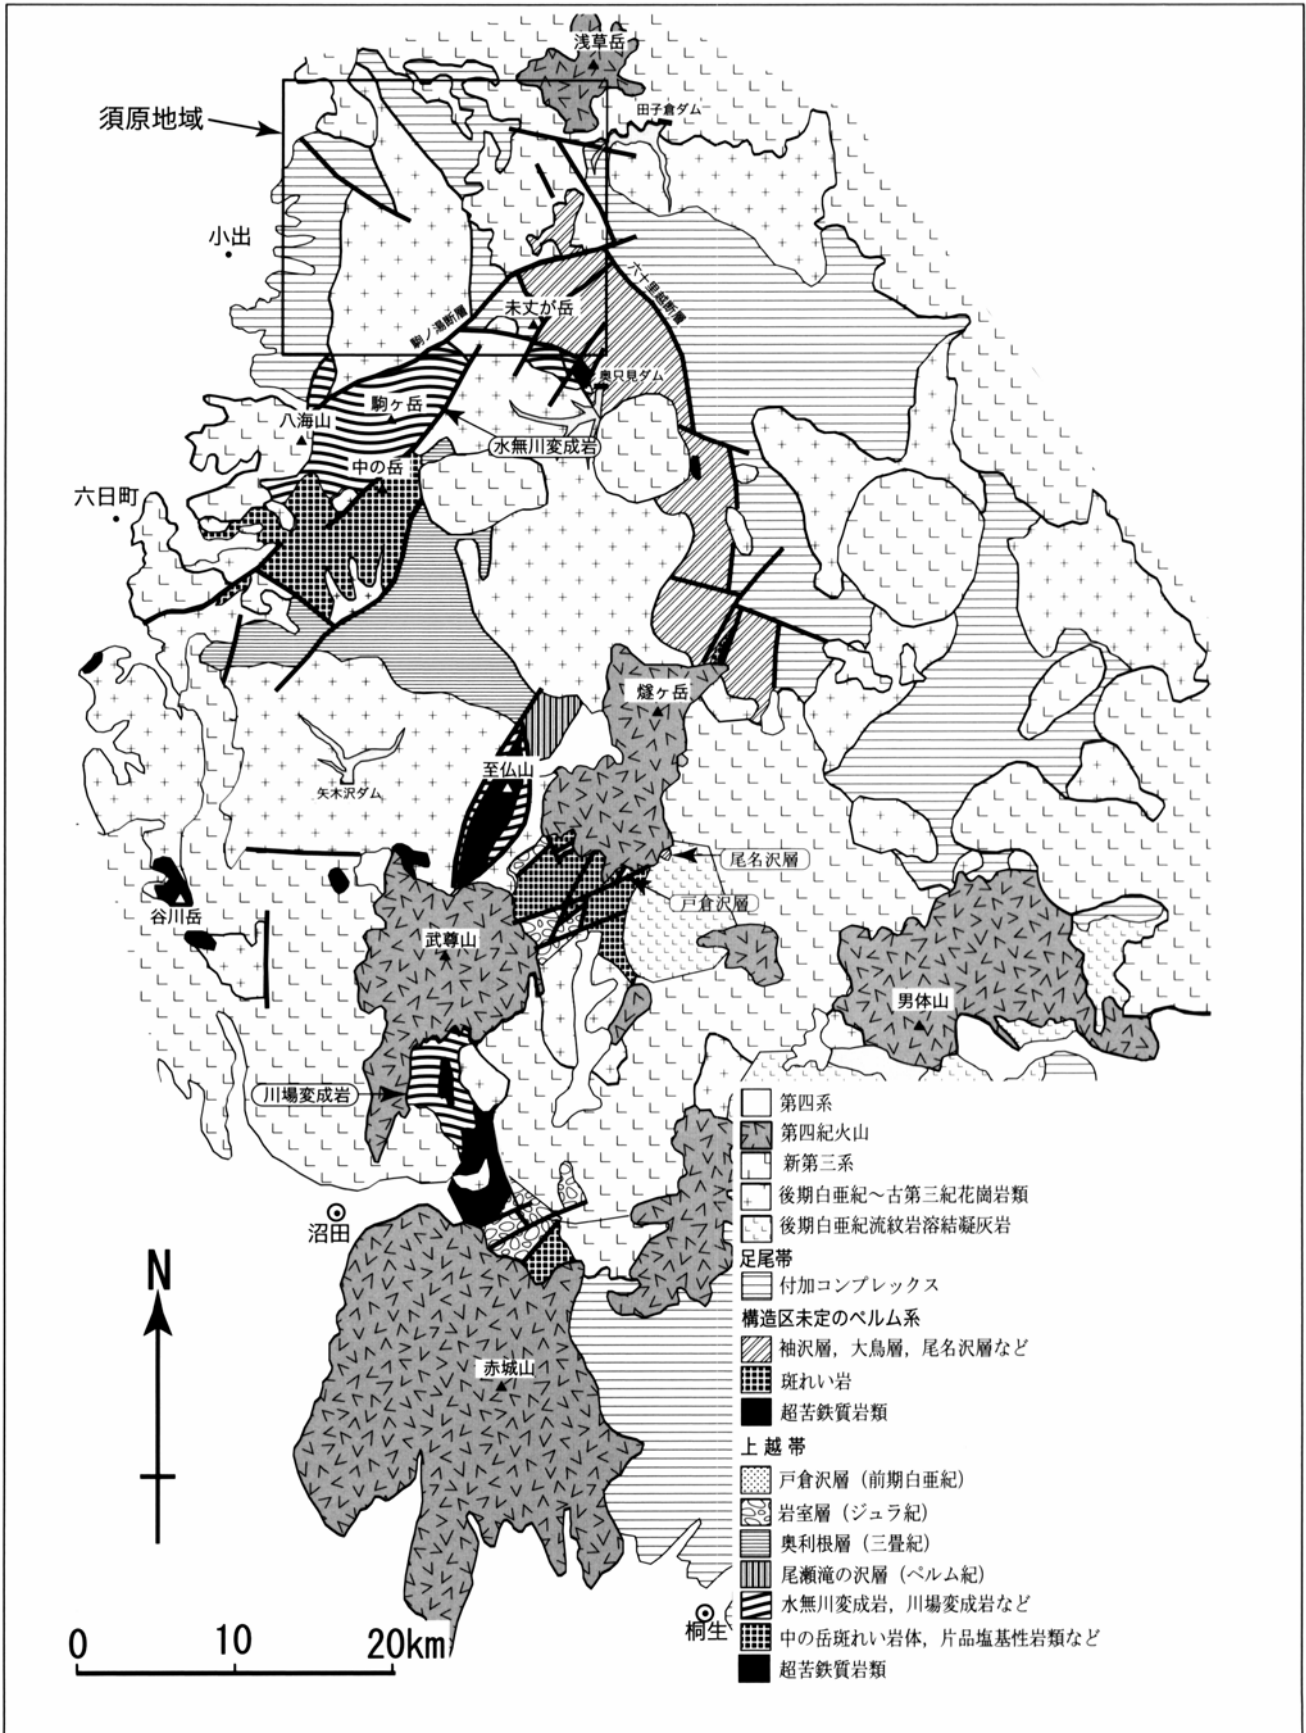 浅草岳
田子倉ダム
須原地域
小出
六十里越断層
未丈が岳
駒ノ湯断層
奥只見ダム
駒ヶ岳
八海山
水無川変成岩
中の岳
六日町
燧ヶ岳
至仏山
矢木沢ダム
尾名沢層
戸倉沢層
谷川岳
武尊山
男体山
川場変成岩
沼田
N
赤城山
桐生
0 10 20km
第四系
第四紀火山
新第三系
後期白亜紀～古第三紀花崗岩類
後期白亜紀流紋岩溶結凝灰岩
足尾帯
付加コンプレックス
構造区未定のペルム系
袖沢層，大鳥層，尾名沢層など
斑れい岩
超苦鉄質岩類
上越帯
戸倉沢層（前期白亜紀）
岩室層（ジュラ紀）
奥利根層（三畳紀）
尾瀬滝の沢層（ペルム紀）
水無川変成岩，川場変成岩など
中の岳斑れい岩体，片品塩基性岩類など
超苦鉄質岩類